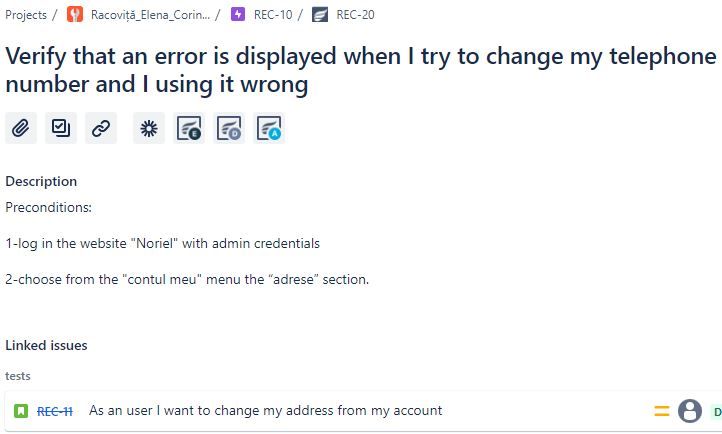 Projects / Racoviță_Elena_Corin... / REC-10 / REC-20
Verify that an error is displayed when I try to change my telephone
number and I using it wrong
E D A
Description
Preconditions:
1-log in the website "Noriel" with admin credentials
2-choose from the "contul meu" menu the “adrese” section.
Linked issues
tests
REC-11 As an user I want to change my address from my account D